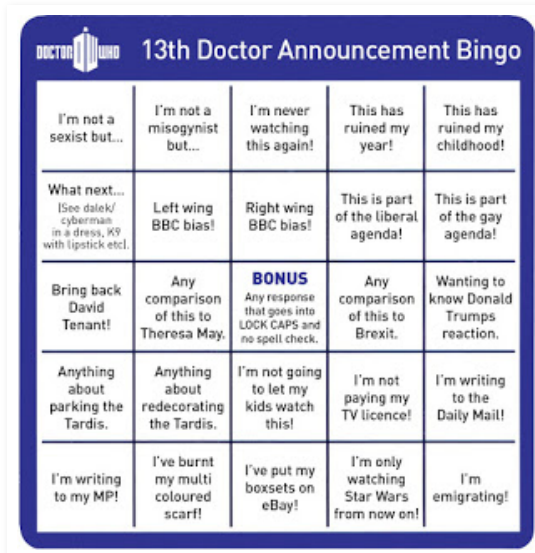 DOCTOR WHO 13th Doctor Announcement Bingo
I'm not a
sexist but...
I'm not a
misogynist
but...
I'm never
watching
this again!
This has
ruined my
year!
This has
ruined my
childhood!
What next...
(See dalek/
cyberman
in a dress, K9
with lipstick etc).
Left wing
BBC bias!
Right wing
BBC bias!
This is part
of the liberal
agenda!
This is part
of the gay
agenda!
Bring back
David
Tenant!
Any
comparison
of this to
Theresa May.
BONUS
Any response
that goes into
LOCK CAPS and
no spell check.
Any
comparison
of this to
Brexit.
Wanting to
know Donald
Trumps
reaction.
Anything
about
parking the
Tardis.
Anything
about
redecorating
the Tardis.
I'm not going
to let my
kids watch
this!
I'm not
paying my
TV licence!
I'm writing
to the
Daily Mail!
I'm writing
to my MP!
I've burnt
my multi
coloured
scarf!
I've put my
boxsets on
eBay!
I'm only
watching
Star Wars
from now on!
I'm
emigrating!